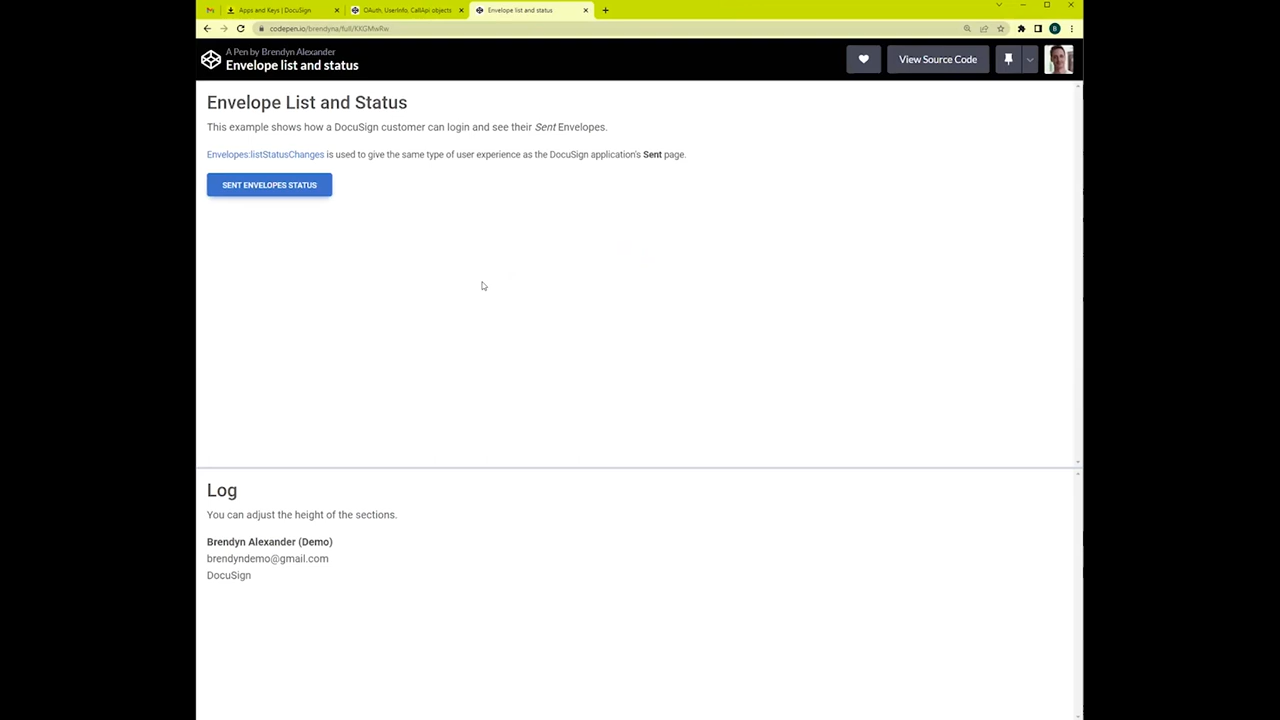 Apps and Keys | DocuSign
OAuth, UserInfo, CallApi objects
Envelope list and status
codepen.io/brendyna/full/KXGMwRw
B
A Pen by Brendyn Alexander
Envelope list and status
View Source Code
Envelope List and Status
This example shows how a DocuSign customer can login and see their Sent Envelopes.
Envelopes:listStatusChanges is used to give the same type of user experience as the DocuSign application's Sent page.
SENT ENVELOPES STATUS
Log
You can adjust the height of the sections.
Brendyn Alexander (Demo)
brendyndemo@gmail.com
DocuSign